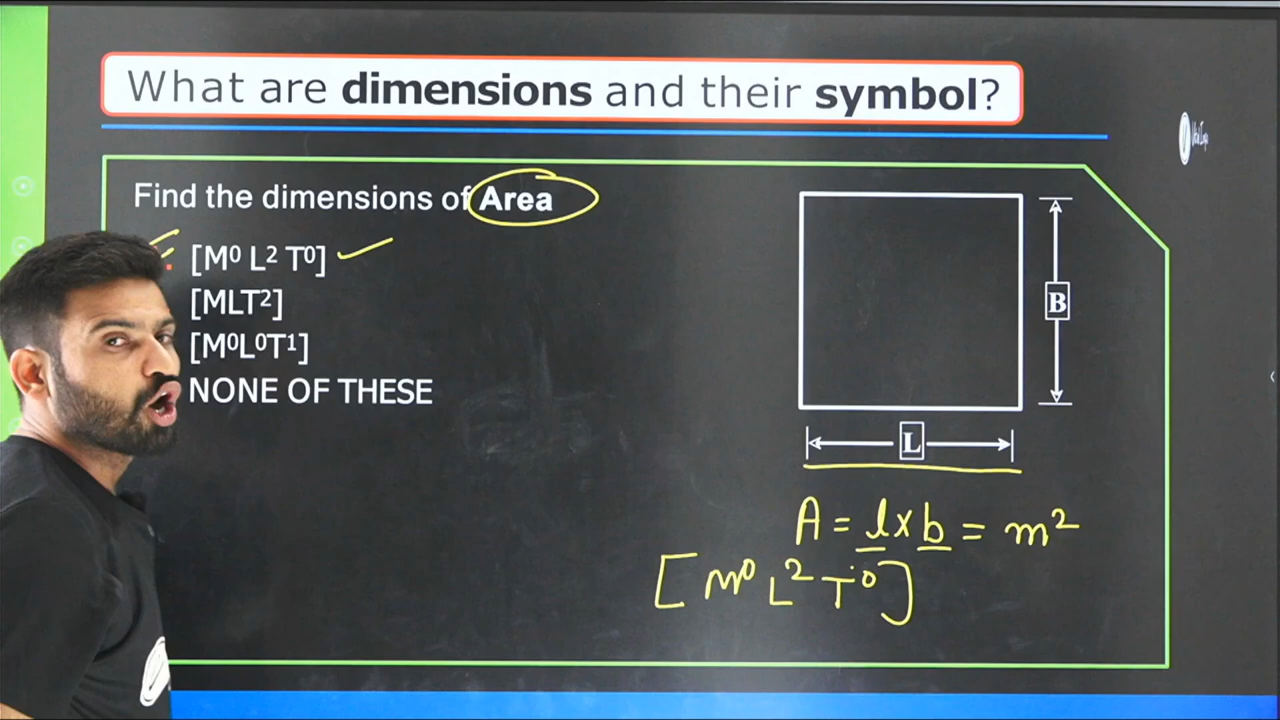 What are dimensions and their symbol?
Find the dimensions of Area
[M⁰ L² T⁰]
[MLT²]
[M⁰L⁰T¹]
NONE OF THESE
B
L
A = l x b = m²
[M⁰ L² T⁰]